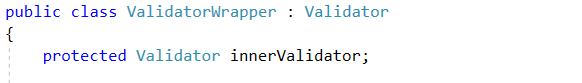 public class ValidatorWrapper : Validator
{
    protected Validator innerValidator;